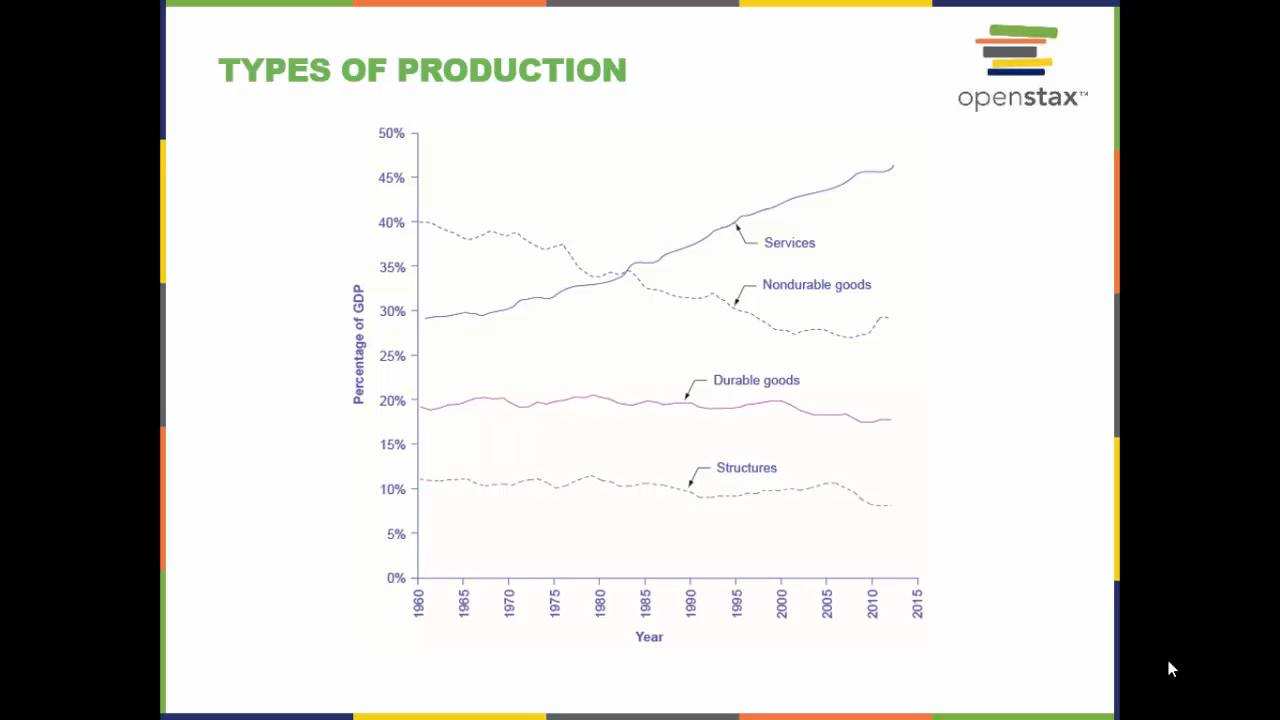 TYPES OF PRODUCTION
openstax™
50%
45%
40%
35%
30%
25%
20%
15%
10%
5%
0%
Percentage of GDP
Services
Nondurable goods
Durable goods
Structures
1960
1965
1970
1975
1980
1985
1990
1995
2000
2005
2010
2015
Year